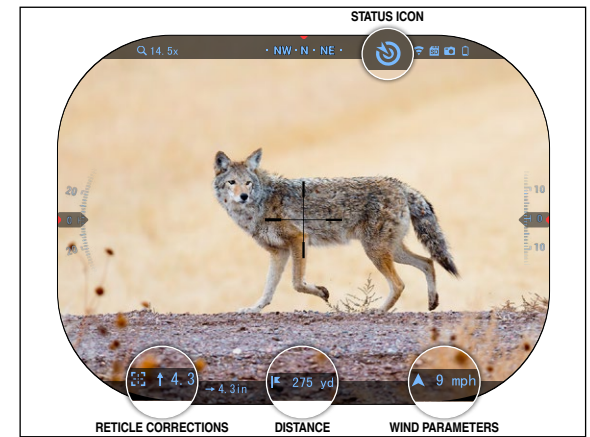 STATUS ICON
14.5x
· NW · N · NE ·
20
10
20
10
↑ 4.3
→ 4.3in
275 yd
9 mph
RETICLE CORRECTIONS
DISTANCE
WIND PARAMETERS